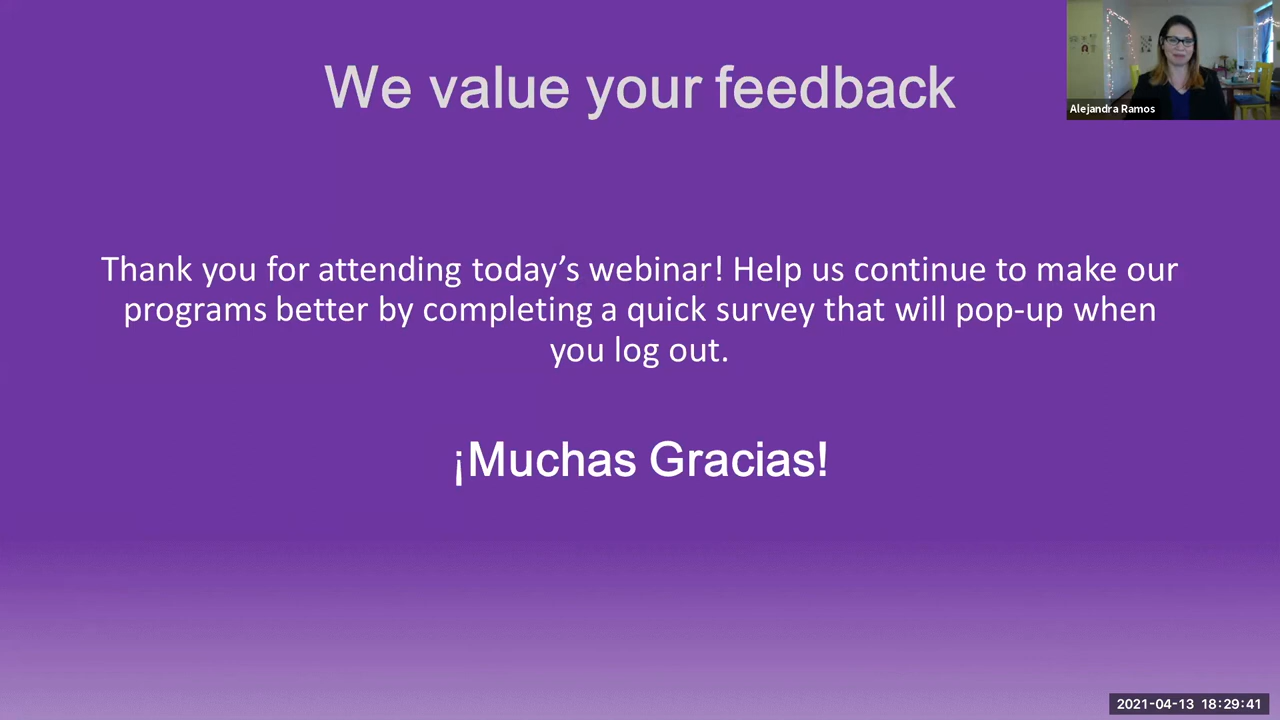 We value your feedback
Alejandra Ramos
Thank you for attending today’s webinar! Help us continue to make our
programs better by completing a quick survey that will pop-up when
you log out.
¡Muchas Gracias!
2021-04-13 18:29:41